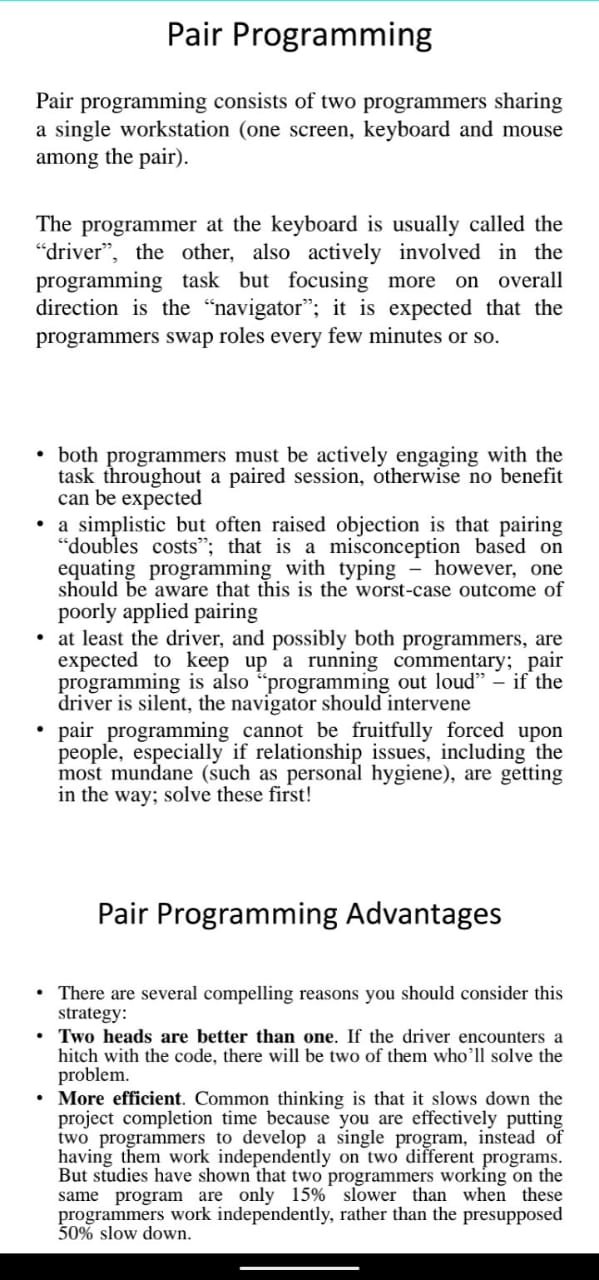 Pair Programming
Pair programming consists of two programmers sharing
a single workstation (one screen, keyboard and mouse
among the pair).
The programmer at the keyboard is usually called the
“driver”, the other, also actively involved in the
programming task but focusing more on overall
direction is the “navigator”; it is expected that the
programmers swap roles every few minutes or so.
• both programmers must be actively engaging with the
task throughout a paired session, otherwise no benefit
can be expected
• a simplistic but often raised objection is that pairing
“doubles costs”; that is a misconception based on
equating programming with typing – however, one
should be aware that this is the worst-case outcome of
poorly applied pairing
• at least the driver, and possibly both programmers, are
expected to keep up a running commentary; pair
programming is also “programming out loud” – if the
driver is silent, the navigator should intervene
• pair programming cannot be fruitfully forced upon
people, especially if relationship issues, including the
most mundane (such as personal hygiene), are getting
in the way; solve these first!
Pair Programming Advantages
• There are several compelling reasons you should consider this
strategy:
• Two heads are better than one. If the driver encounters a
hitch with the code, there will be two of them who’ll solve the
problem.
• More efficient. Common thinking is that it slows down the
project completion time because you are effectively putting
two programmers to develop a single program, instead of
having them work independently on two different programs.
But studies have shown that two programmers working on the
same program are only 15% slower than when these
programmers work independently, rather than the presupposed
50% slow down.